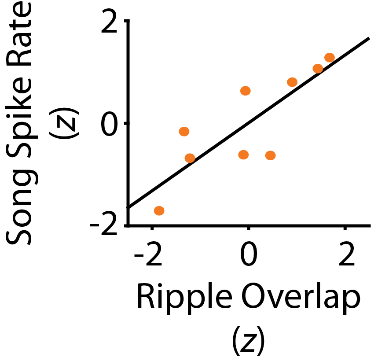 Song Spike Rate
(z)
2
0
-2
-2 0 2
Ripple Overlap
(z)